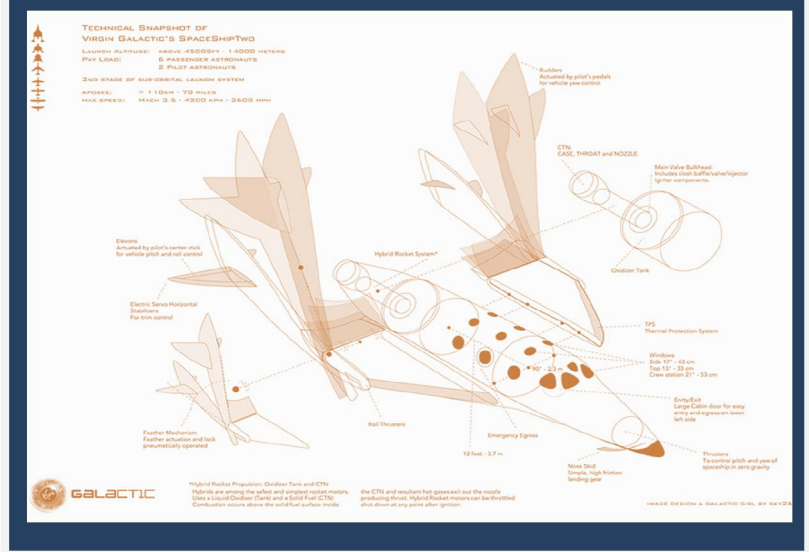 TECHNICAL SNAPSHOT OF
VIRGIN GALACTIC'S SPACESHIPTWO
LAUNCH ALTITUDE: ABOVE 45000FT - 14000 METERS
PAY LOAD: 6 PASSENGER ASTRONAUTS
2 PILOT ASTRONAUTS
2ND STAGE OF SUB-ORBITAL LAUNCH SYSTEM
APOGEE: > 110KM - 70 MILES
MAX SPEED: MACH 3.5 - 4200 KPH - 2600 MPH
Rudders
Actuated by pilot's pedals
for vehicle yaw control
CTN
CASE, THROAT and NOZZLE
Main Valve Bulkhead
Includes slosh baffle/valve/injector
igniter components
Oxidizer Tank
Elevons
Actuated by pilot's center stick
for vehicle pitch and roll control
Hybrid Rocket System*
Electric Servo Horizontal
Stabilizers
For trim control
TPS
Thermal Protection System
Windows
Side 17" - 43 cm
Top 13" - 33 cm
Crew station 21" - 53 cm
90" - 2.3 m
Entry/Exit
Large Cabin door for easy
entry and egress on lower
left side
Feather Mechanism
Feather actuation and lock
pneumatically operated
Roll Thrusters
Emergency Egress
12 feet - 3.7 m
Nose Skid
Simple, high friction
landing gear
Thrusters
To control pitch and yaw of
spaceship in zero gravity
GALACTIC
*Hybrid Rocket Propulsion: Oxidizer Tank and CTN
Hybrids are among the safest and simplest rocket motors.
Uses a Liquid Oxidizer (Tank) and a Solid Fuel (CTN)
Combustion occurs above the solid fuel surface inside
the CTN and resultant hot gases exit out the nozzle
producing thrust. Hybrid Rocket motors can be throttled
shut down at any point after ignition.
IMAGE DESIGN & GALACTIC GIRL BY